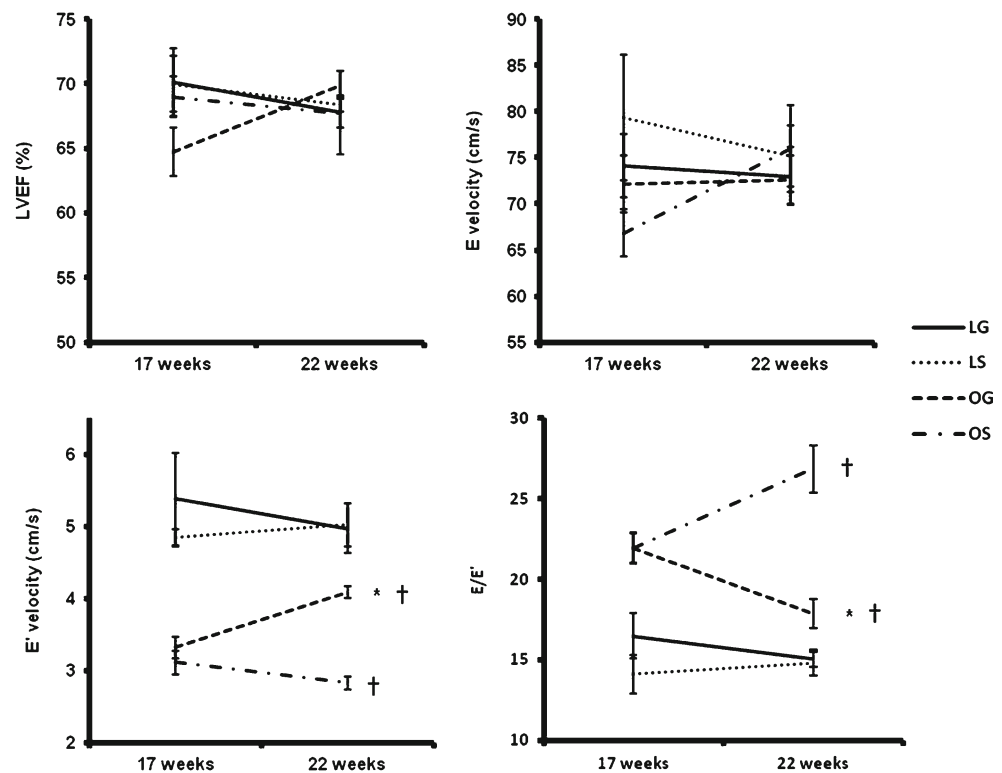 75
70
65
60
55
50
LVEF (%)
17 weeks
22 weeks
90
85
80
75
70
65
60
55
E velocity (cm/s)
17 weeks
22 weeks
LG
LS
OG
OS
6
5
4
3
2
E' velocity (cm/s)
* †
†
17 weeks
22 weeks
30
25
20
15
10
E/E'
†
* †
17 weeks
22 weeks